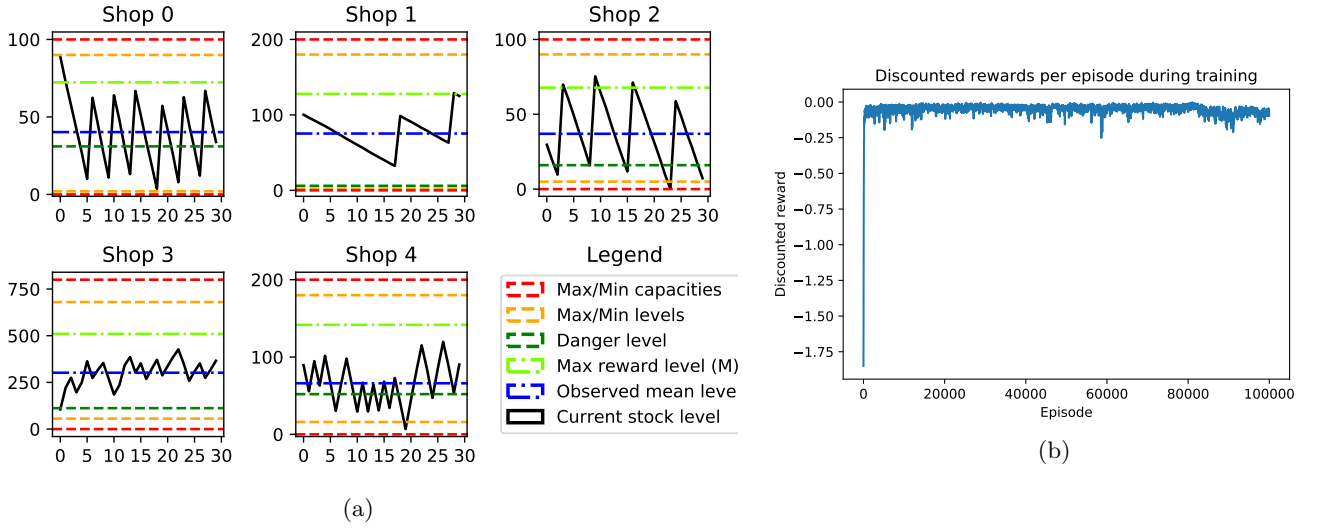 Shop 0
100
50
0
0 5 10 15 20 25 30
Shop 1
200
100
0
0 5 10 15 20 25 30
Shop 2
100
50
0
0 5 10 15 20 25 30
Shop 3
750
500
250
0
0 5 10 15 20 25 30
Shop 4
200
100
0
0 5 10 15 20 25 30
Legend
Max/Min capacities
Max/Min levels
Danger level
Max reward level (M)
Observed mean leve
Current stock level
(a)
Discounted rewards per episode during training
Discounted reward
0.00
−0.25
−0.50
−0.75
−1.00
−1.25
−1.50
−1.75
0 20000 40000 60000 80000 100000
Episode
(b)